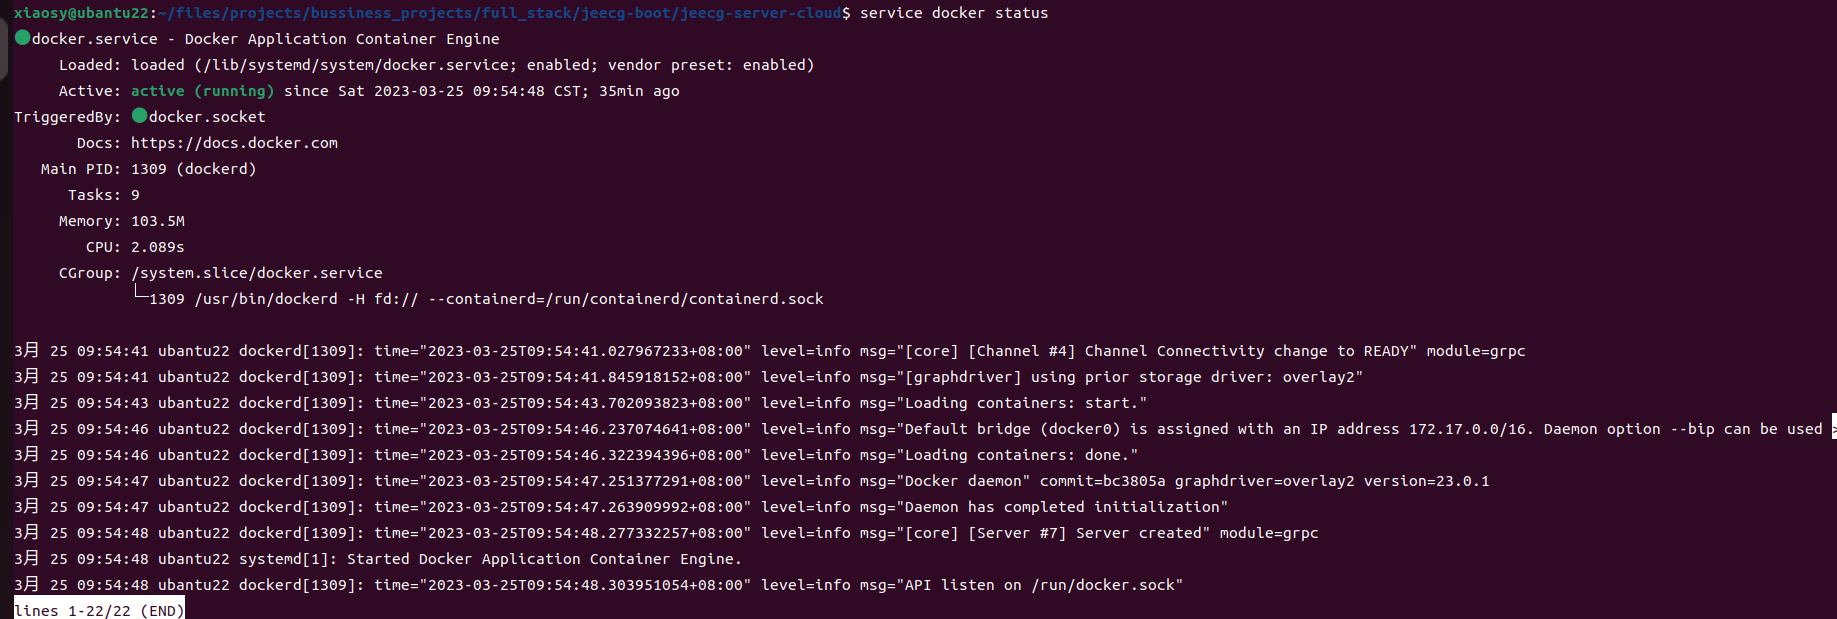 xiaosy@ubantu22:~/files/projects/bussiness_projects/full_stack/jeecg-boot/jeecg-server-cloud$ service docker status
●docker.service - Docker Application Container Engine
     Loaded: loaded (/lib/systemd/system/docker.service; enabled; vendor preset: enabled)
     Active: active (running) since Sat 2023-03-25 09:54:48 CST; 35min ago
TriggeredBy: ●docker.socket
       Docs: https://docs.docker.com
   Main PID: 1309 (dockerd)
      Tasks: 9
     Memory: 103.5M
        CPU: 2.089s
     CGroup: /system.slice/docker.service
             └─1309 /usr/bin/dockerd -H fd:// --containerd=/run/containerd/containerd.sock
3月 25 09:54:41 ubantu22 dockerd[1309]: time="2023-03-25T09:54:41.027967233+08:00" level=info msg="[core] [Channel #4] Channel Connectivity change to READY" module=grpc
3月 25 09:54:41 ubantu22 dockerd[1309]: time="2023-03-25T09:54:41.845918152+08:00" level=info msg="[graphdriver] using prior storage driver: overlay2"
3月 25 09:54:43 ubantu22 dockerd[1309]: time="2023-03-25T09:54:43.702093823+08:00" level=info msg="Loading containers: start."
3月 25 09:54:46 ubantu22 dockerd[1309]: time="2023-03-25T09:54:46.237074641+08:00" level=info msg="Default bridge (docker0) is assigned with an IP address 172.17.0.0/16. Daemon option --bip can be used >
3月 25 09:54:46 ubantu22 dockerd[1309]: time="2023-03-25T09:54:46.322394396+08:00" level=info msg="Loading containers: done."
3月 25 09:54:47 ubantu22 dockerd[1309]: time="2023-03-25T09:54:47.251377291+08:00" level=info msg="Docker daemon" commit=bc3805a graphdriver=overlay2 version=23.0.1
3月 25 09:54:47 ubantu22 dockerd[1309]: time="2023-03-25T09:54:47.263909992+08:00" level=info msg="Daemon has completed initialization"
3月 25 09:54:48 ubantu22 dockerd[1309]: time="2023-03-25T09:54:48.277332257+08:00" level=info msg="[core] [Server #7] Server created" module=grpc
3月 25 09:54:48 ubantu22 systemd[1]: Started Docker Application Container Engine.
3月 25 09:54:48 ubantu22 dockerd[1309]: time="2023-03-25T09:54:48.303951054+08:00" level=info msg="API listen on /run/docker.sock"
lines 1-22/22 (END)